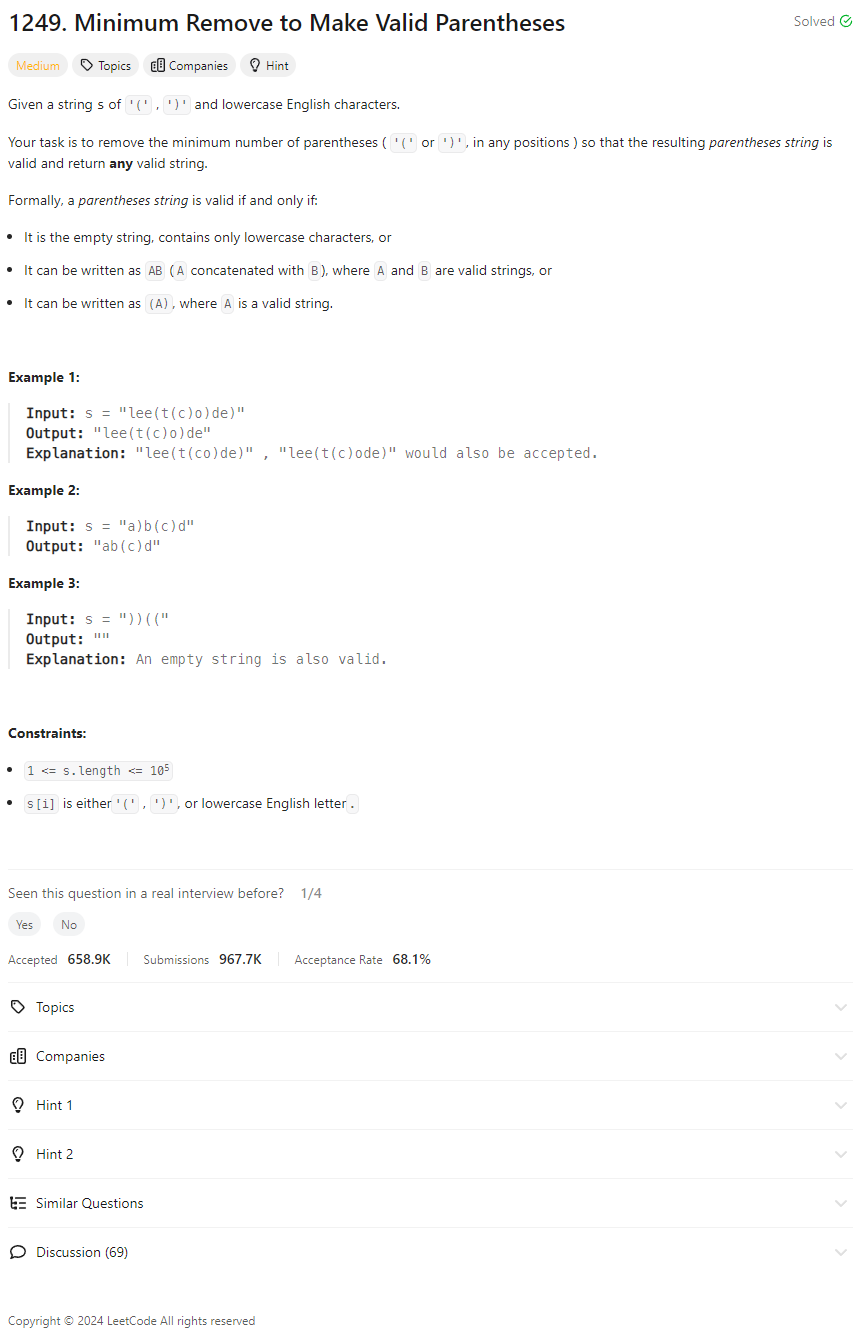 1249. Minimum Remove to Make Valid Parentheses
Solved
Medium Topics Companies Hint
Given a string s of '(' , ')' and lowercase English characters.
Your task is to remove the minimum number of parentheses ( '(' or ')', in any positions ) so that the resulting parentheses string is
valid and return any valid string.
Formally, a parentheses string is valid if and only if:
• It is the empty string, contains only lowercase characters, or
• It can be written as AB (A concatenated with B), where A and B are valid strings, or
• It can be written as (A), where A is a valid string.
Example 1:
Input: s = "lee(t(c)o)de)"
Output: "lee(t(c)o)de"
Explanation: "lee(t(co)de)" , "lee(t(c)ode)" would also be accepted.
Example 2:
Input: s = "a)b(c)d"
Output: "ab(c)d"
Example 3:
Input: s = "))(("
Output: ""
Explanation: An empty string is also valid.
Constraints:
• 1 <= s.length <= 10⁵
• s[i] is either '(' , ')', or lowercase English letter .
Seen this question in a real interview before? 1/4
Yes No
Accepted 658.9K Submissions 967.7K Acceptance Rate 68.1%
Topics
Companies
Hint 1
Hint 2
Similar Questions
Discussion (69)
Copyright © 2024 LeetCode All rights reserved